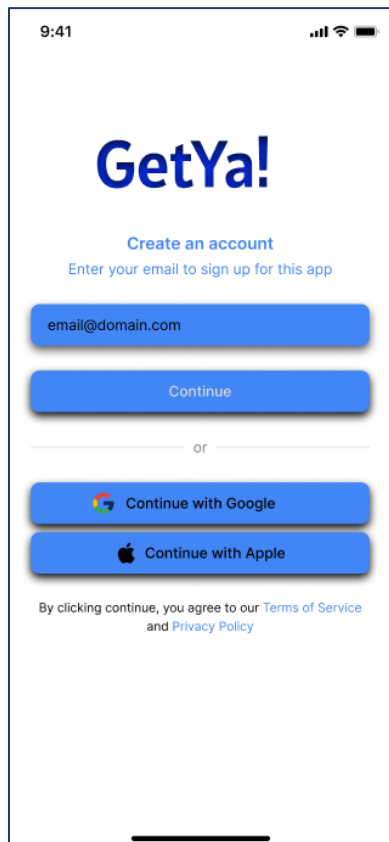 9:41
GetYa!
Create an account
Enter your email to sign up for this app
email@domain.com
Continue
or
Continue with Google
Continue with Apple
By clicking continue, you agree to our Terms of Service
and Privacy Policy